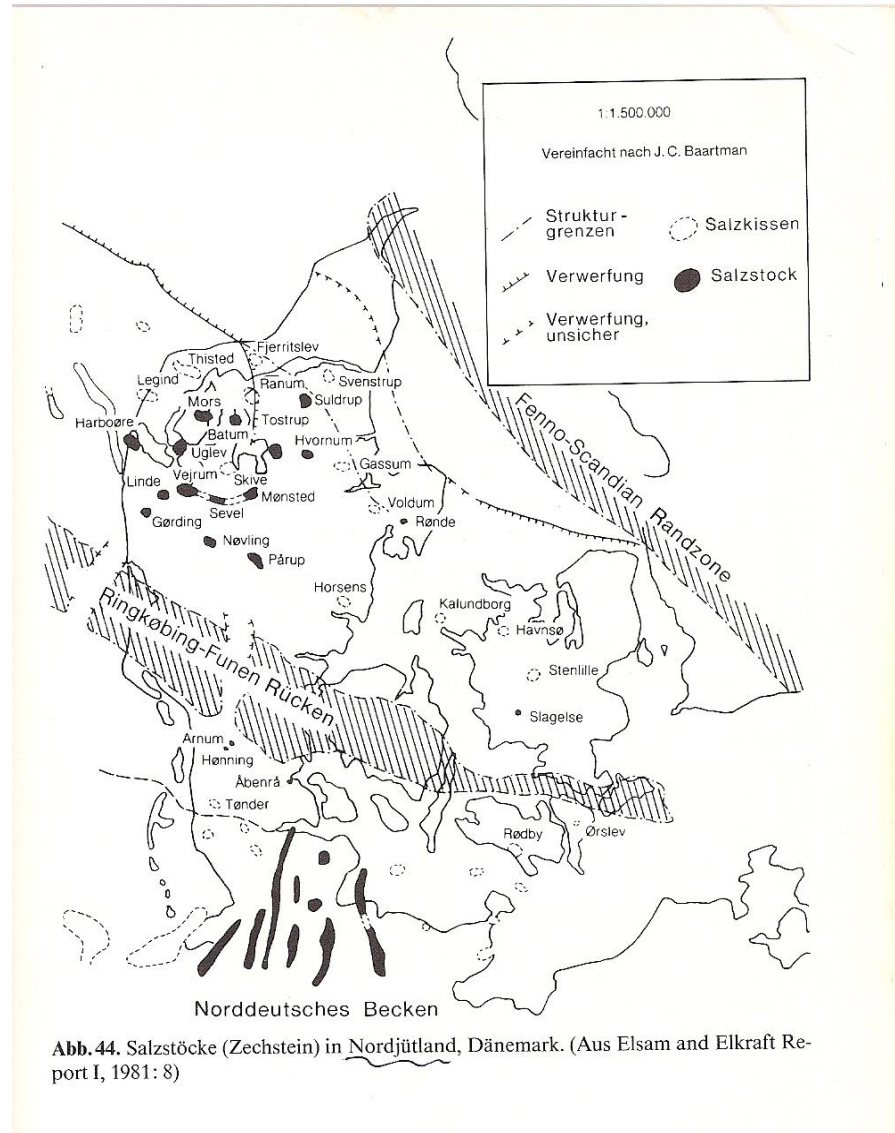 1:1.500.000
Vereinfacht nach J. C. Baartman
Struktur-
grenzen
Salzkissen
Verwerfung
Salzstock
Verwerfung,
unsicher
Fjerritslev
Thisted
Legind
Ranum
Svenstrup
Mors
Suldrup
Harboøre
Batum
Tostrup
Uglev
Hvornum
Vejrum
Skive
Gassum
Linde
Mønsted
Sevel
Voldum
Gørding
Rønde
Nøvling
Pårup
Fenno-Scandian Randzone
Horsens
Kalundborg
Havnsø
Ringkøbing-Funen Rücken
Stenlille
Slagelse
Arnum
Hønning
Åbenrå
Tønder
Rødby
Ørslev
Norddeutsches Becken
Abb. 44. Salzstöcke (Zechstein) in Nordjütland, Dänemark. (Aus Elsam and Elkraft Re-
port I, 1981: 8)